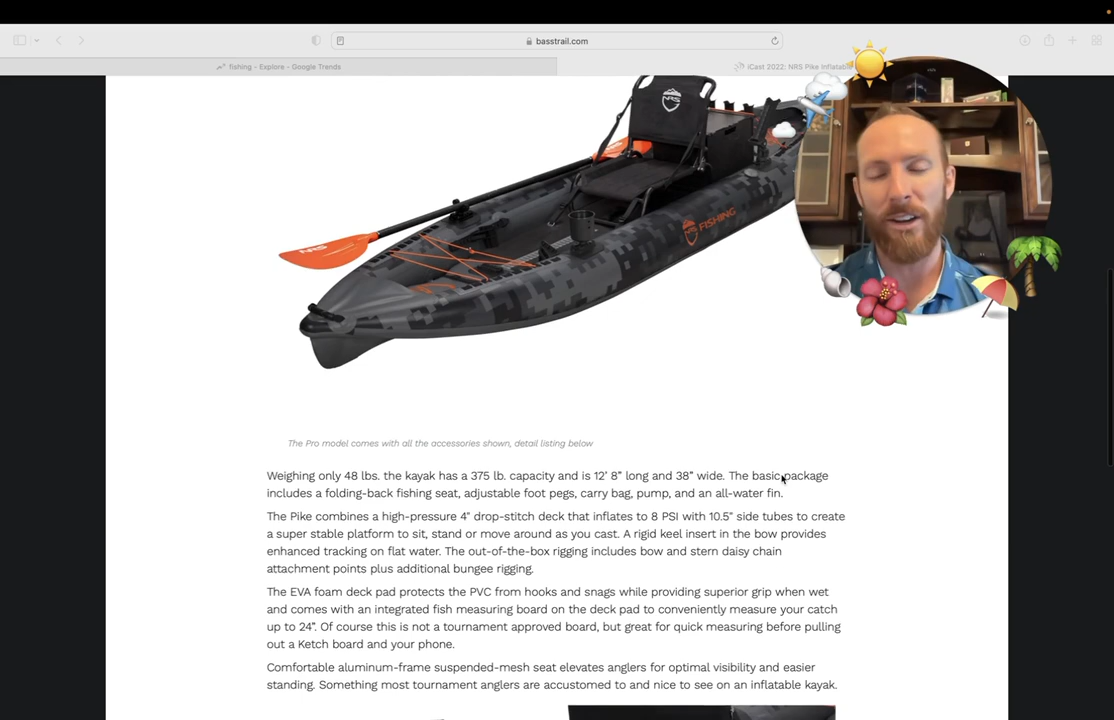 basstrail.com
fishing - Explore - Google Trends
iCast 2022: NRS Pike Inflatab
NRS
NRS
NRS FISHING
The Pro model comes with all the accessories shown, detail listing below
Weighing only 48 lbs. the kayak has a 375 lb. capacity and is 12’ 8” long and 38” wide. The basic package
includes a folding-back fishing seat, adjustable foot pegs, carry bag, pump, and an all-water fin.
The Pike combines a high-pressure 4" drop-stitch deck that inflates to 8 PSI with 10.5" side tubes to create
a super stable platform to sit, stand or move around as you cast. A rigid keel insert in the bow provides
enhanced tracking on flat water. The out-of-the-box rigging includes bow and stern daisy chain
attachment points plus additional bungee rigging.
The EVA foam deck pad protects the PVC from hooks and snags while providing superior grip when wet
and comes with an integrated fish measuring board on the deck pad to conveniently measure your catch
up to 24”. Of course this is not a tournament approved board, but great for quick measuring before pulling
out a Ketch board and your phone.
Comfortable aluminum-frame suspended-mesh seat elevates anglers for optimal visibility and easier
standing. Something most tournament anglers are accustomed to and nice to see on an inflatable kayak.